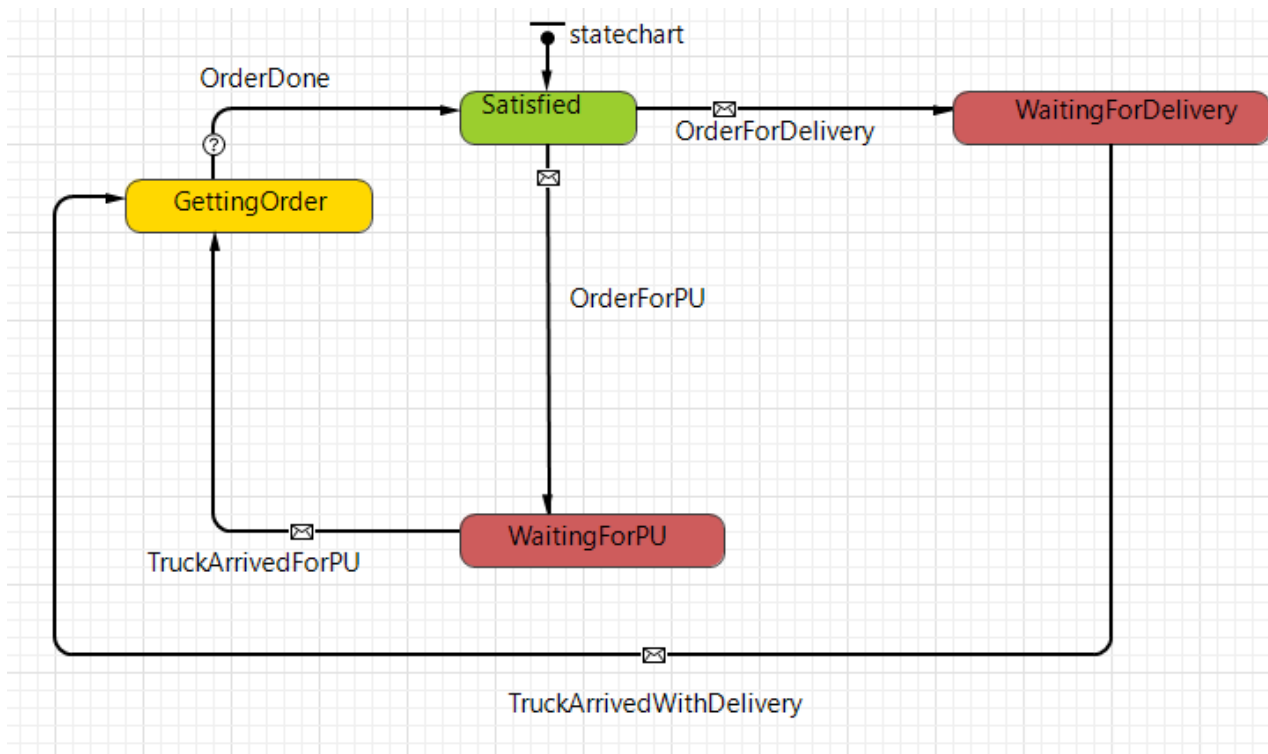 statechart
OrderDone
Satisfied
WaitingForDelivery
OrderForDelivery
?
GettingOrder
OrderForPU
WaitingForPU
TruckArrivedForPU
TruckArrivedWithDelivery